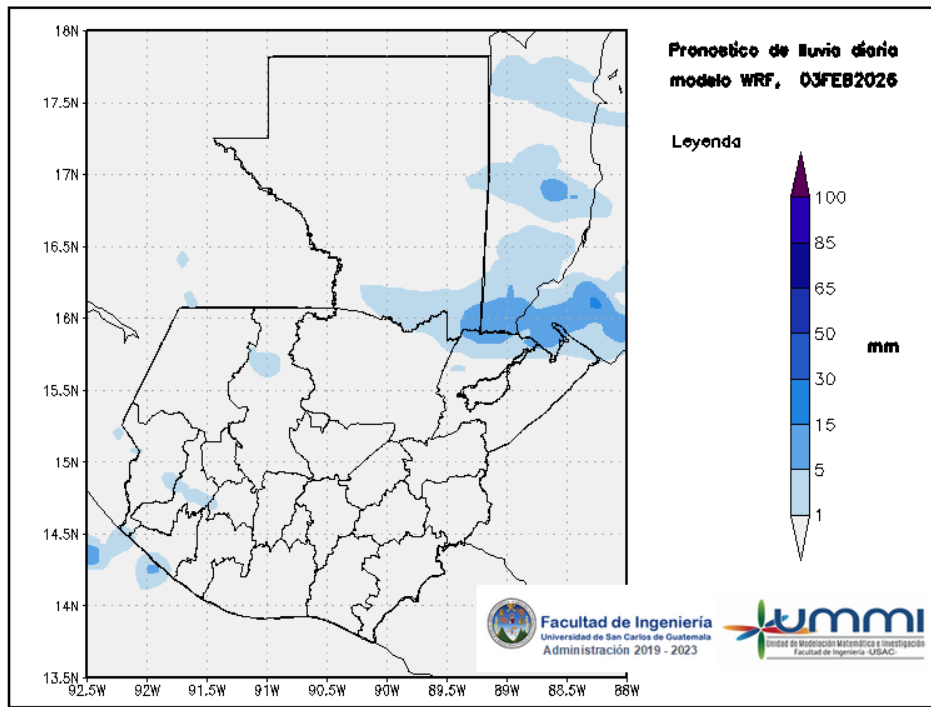 Pronostico de lluvia diaria
modelo WRF, 03FEB2026
Leyenda
100
85
65
50
30
15
5
1
mm
18N
17.5N
17N
16.5N
16N
15.5N
15N
14.5N
14N
13.5N
92.5W 92W 91.5W 91W 90.5W 90W 89.5W 89W 88.5W 88W
Facultad de Ingeniería
Universidad de San Carlos de Guatemala
Administración 2019 - 2023
UMMI
Unidad de Modelación Matemática e Investigación
Facultad de Ingeniería -USAC-